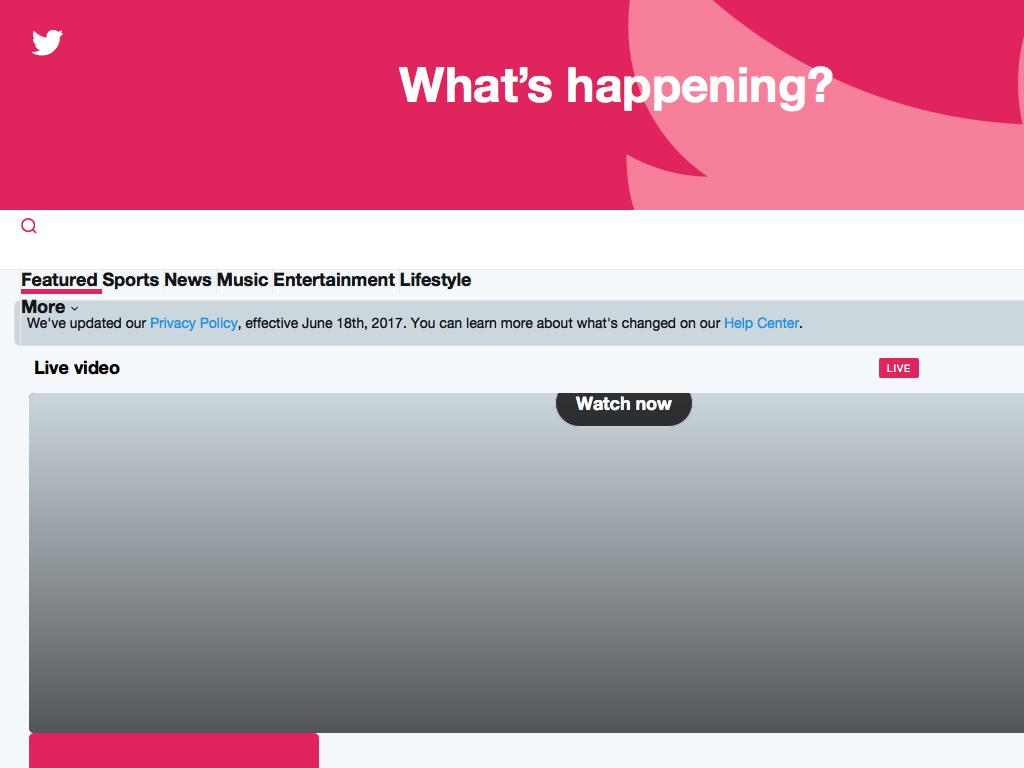 What’s happening?
Featured Sports News Music Entertainment Lifestyle
More
We've updated our Privacy Policy, effective June 18th, 2017. You can learn more about what's changed on our Help Center.
Live video
LIVE
Watch now